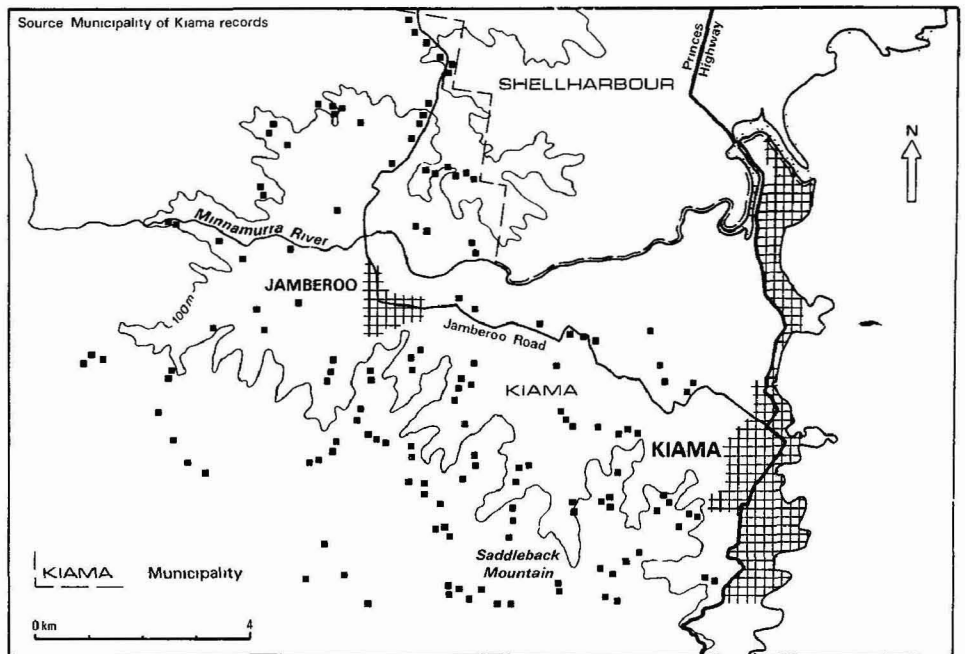 Source Municipality of Kiama records
Princes
Highway
SHELLHARBOUR
N
Minnamurra River
JAMBEROO
100m
Jamberoo Road
KIAMA
KIAMA
Saddleback
Mountain
KIAMA Municipality
0 km 4